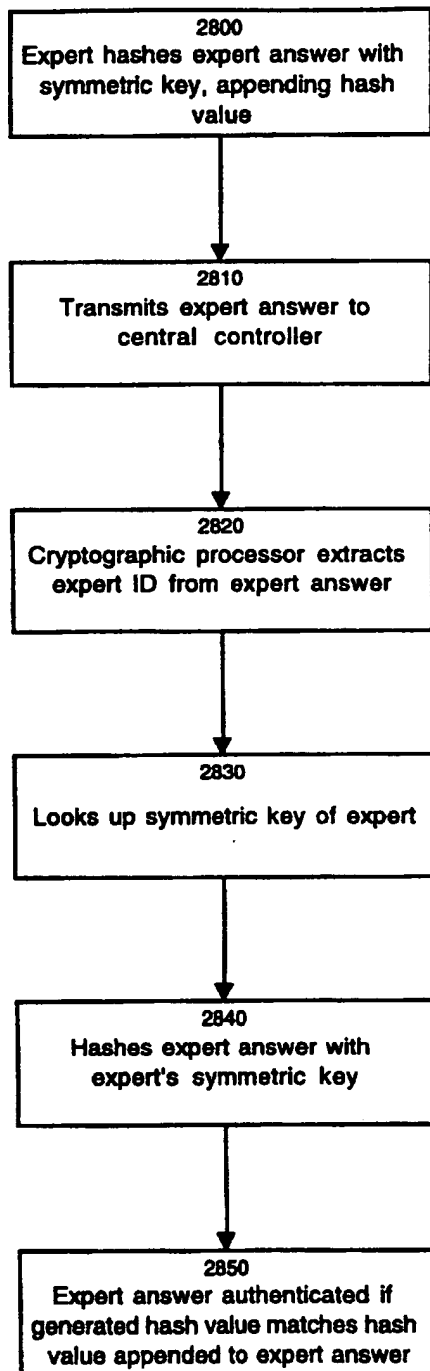 2800
Expert hashes expert answer with
symmetric key, appending hash
value
2810
Transmits expert answer to
central controller
2820
Cryptographic processor extracts
expert ID from expert answer
2830
Looks up symmetric key of expert
2840
Hashes expert answer with
expert's symmetric key
2850
Expert answer authenticated if
generated hash value matches hash
value appended to expert answer